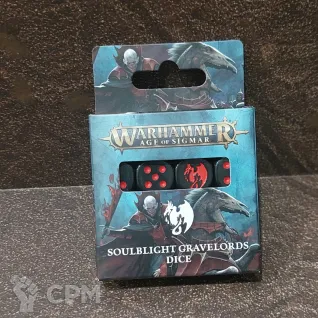 WARHAMMER
AGE OF SIGMAR
SOULBLIGHT GRAVELORDS
DICE
CPM